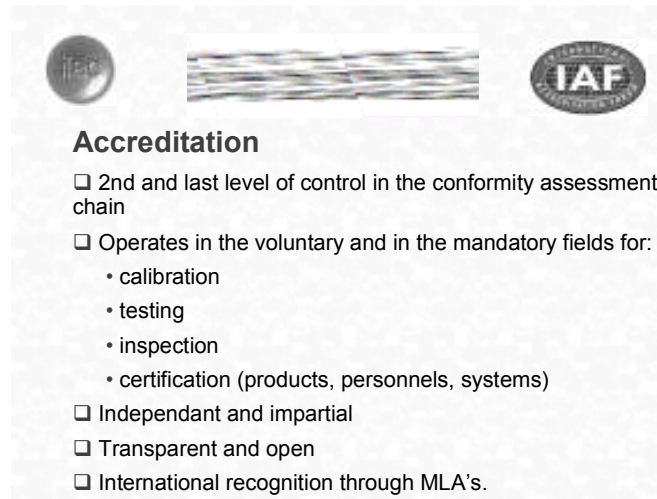 IAF
Accreditation
❑ 2nd and last level of control in the conformity assessment
chain
❑ Operates in the voluntary and in the mandatory fields for:
• calibration
• testing
• inspection
• certification (products, personnels, systems)
❑ Independant and impartial
❑ Transparent and open
❑ International recognition through MLA’s.